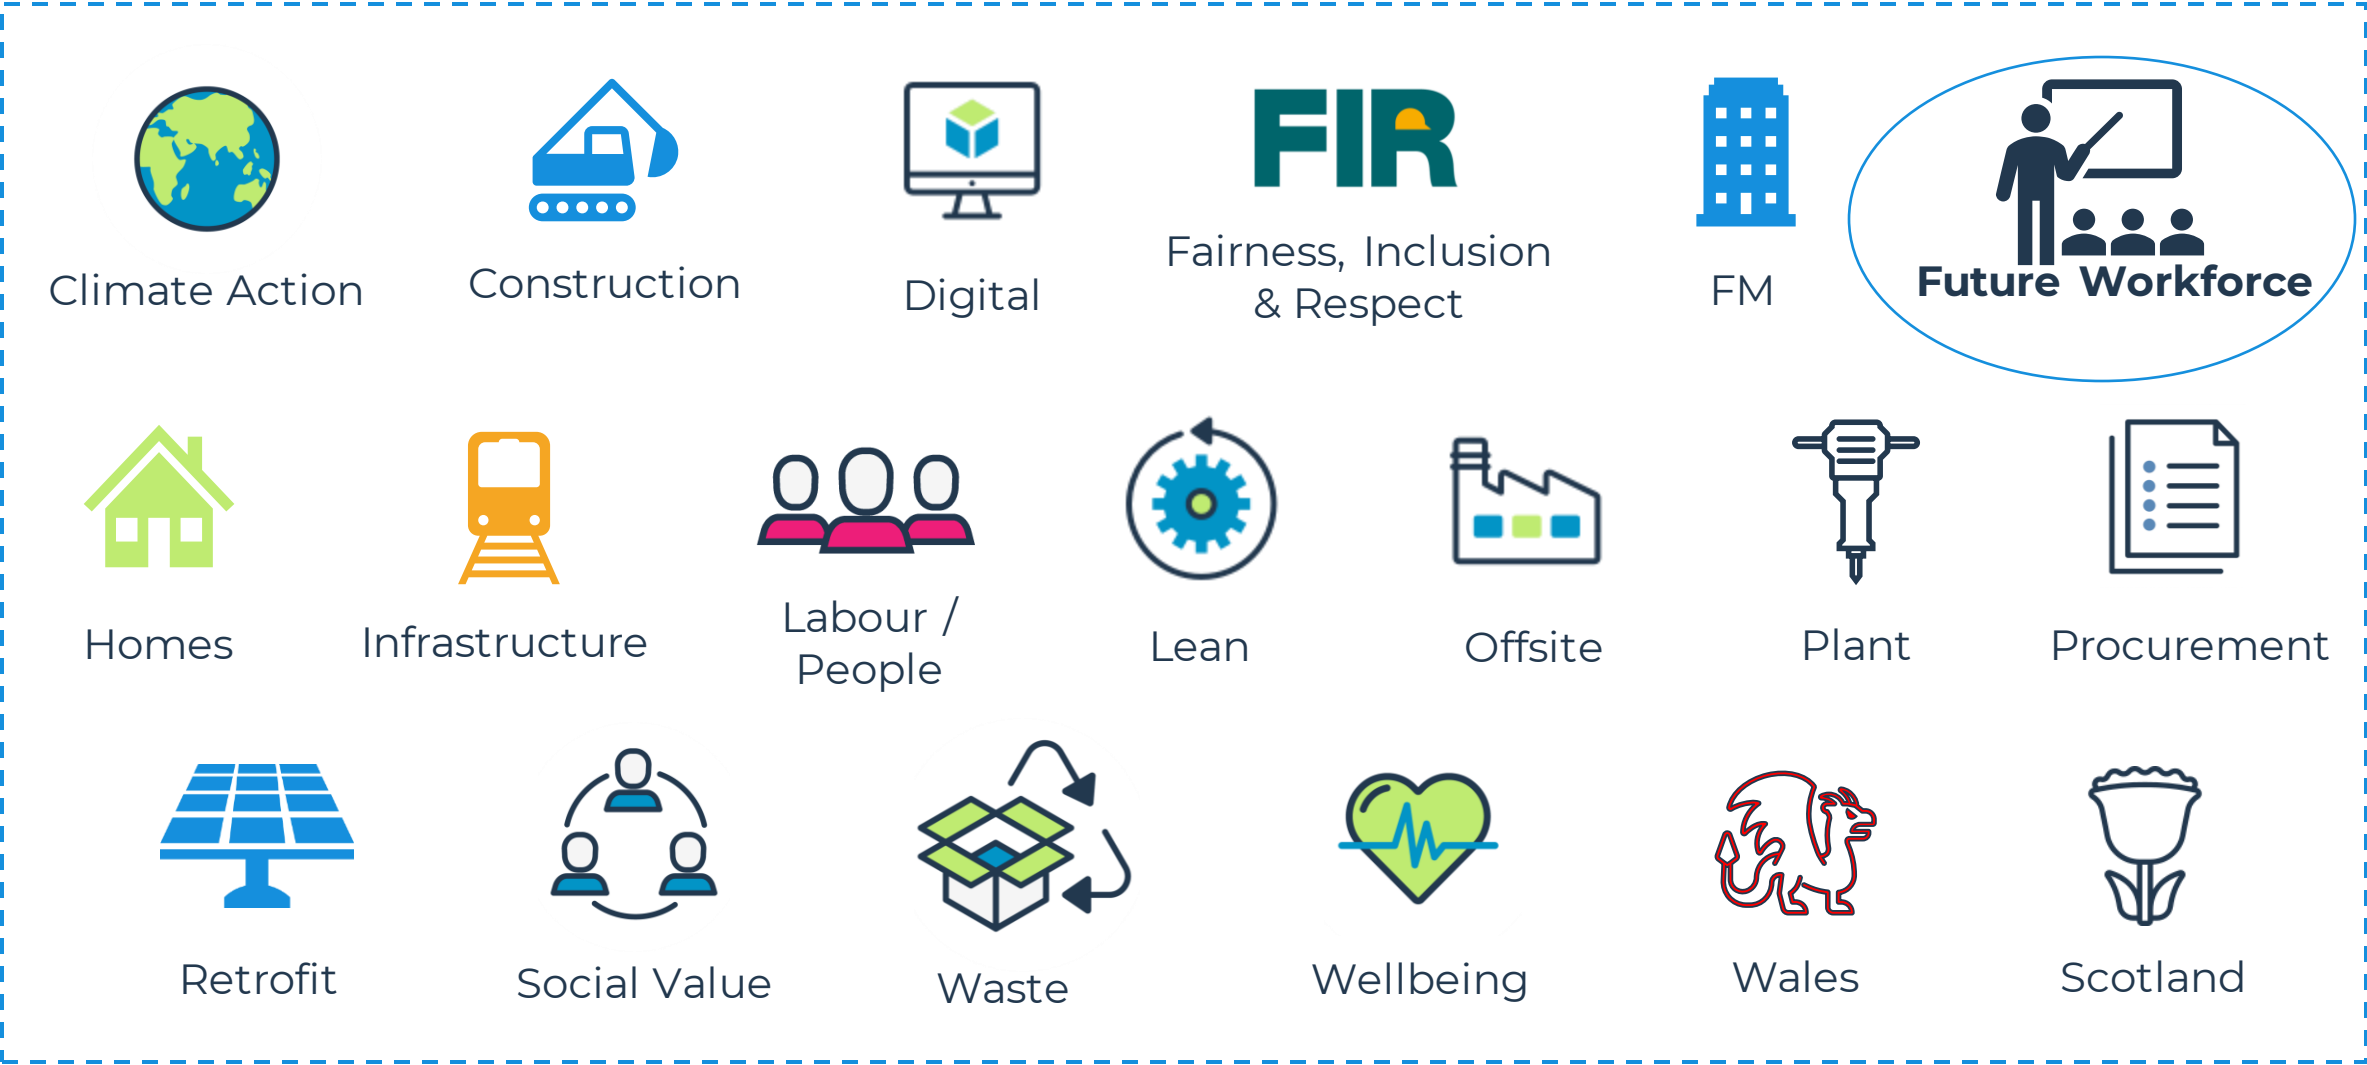 Climate Action
Construction
Digital
FIR
Fairness, Inclusion
& Respect
FM
Future Workforce
Homes
Infrastructure
Labour /
People
Lean
Offsite
Plant
Procurement
Retrofit
Social Value
Waste
Wellbeing
Wales
Scotland